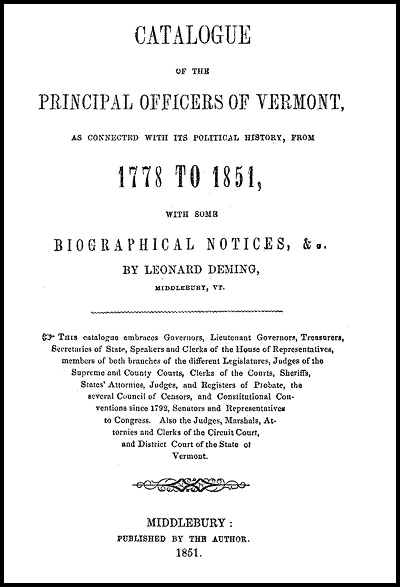 CATALOGUE
OF THE
PRINCIPAL OFFICERS OF VERMONT,
AS CONNECTED WITH ITS POLITICAL HISTORY, FROM
1778 TO 1851,
WITH SOME
BIOGRAPHICAL NOTICES, &c.
BY LEONARD DEMING,
MIDDLEBURY, VT.
☞ THIS catalogue embraces Governors, Lieutenant Governors, Treasurers,
Secretaries of State, Speakers and Clerks of the House of Representatives,
members of both branches of the different Legislatures, Judges of the
Supreme and County Courts, Clerks of the Courts, Sheriffs,
States' Attornies, Judges, and Registers of Probate, the
several Council of Censors, and Constitutional Con-
ventions since 1792, Senators and Representatives
to Congress. Also the Judges, Marshals, At-
tornies and Clerks of the Circuit Court,
and District Court of the State of
Vermont.
MIDDLEBURY:
PUBLISHED BY THE AUTHOR.
1851.